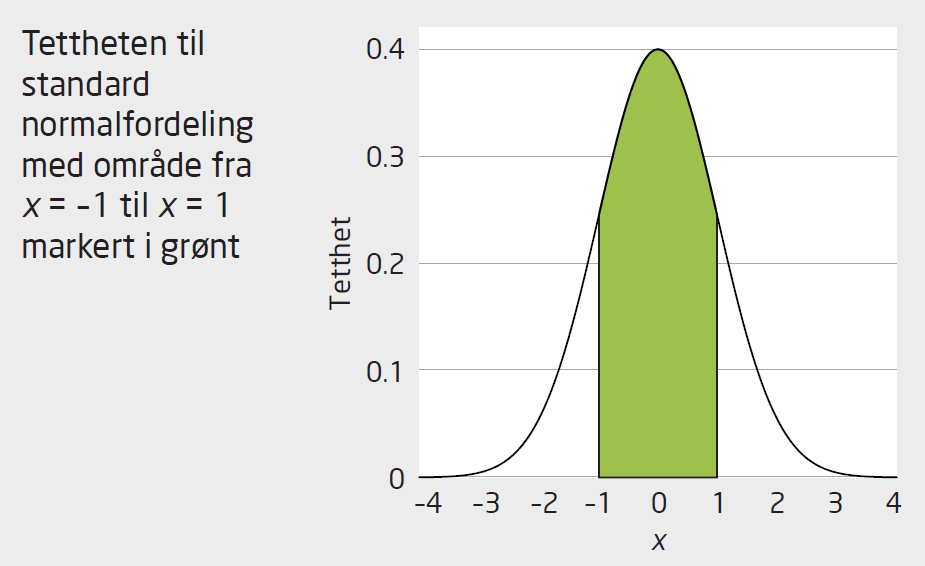 Tettheten til
standard
normalfordeling
med område fra
x = -1 til x = 1
markert i grønt
Tetthet
0.4
0.3
0.2
0.1
0
-4 -3 -2 -1 0 1 2 3 4
x